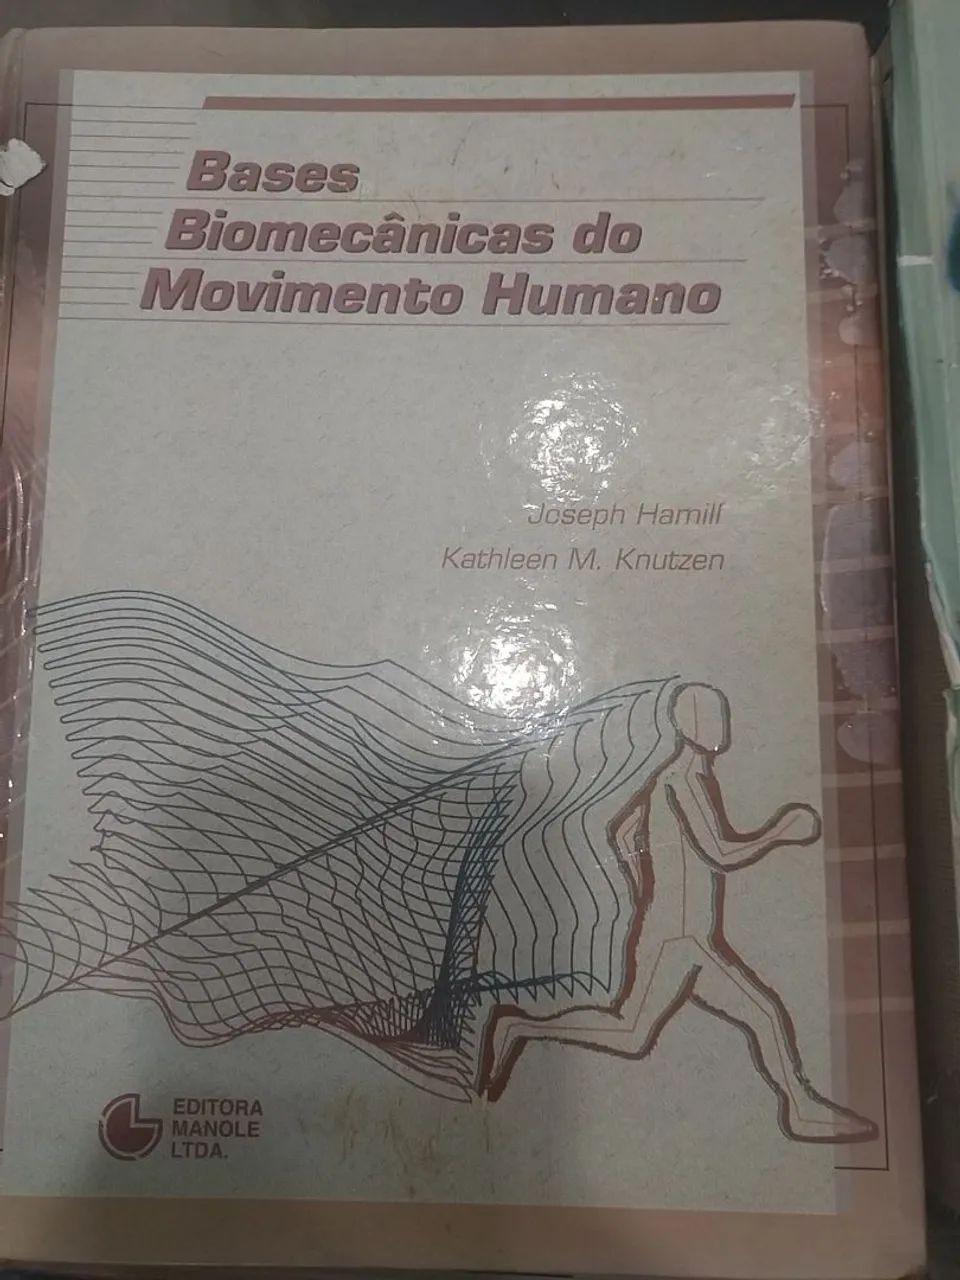 Bases
Biomecânicas do
Movimento Humano
Joseph Hamill
Kathleen M. Knutzen
EDITORA
MANOLE
LTDA.